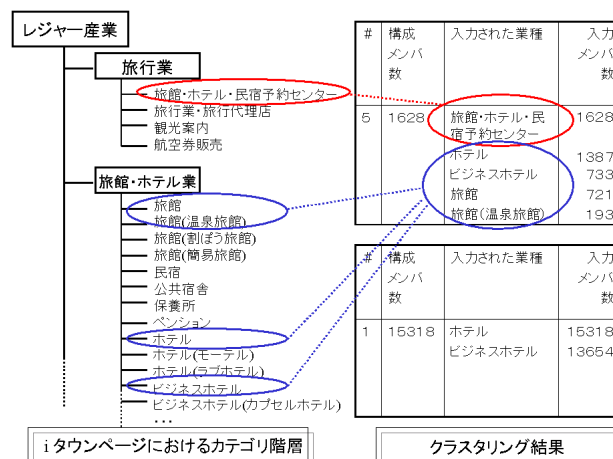 レジャー産業
旅行業
旅館・ホテル・民宿予約センター
旅行業・旅行代理店
観光案内
航空券販売
旅館・ホテル業
旅館
旅館(温泉旅館)
旅館(割ぽう旅館)
旅館(簡易旅館)
民宿
公共宿舎
保養所
ペンション
ホテル
ホテル(モーテル)
ホテル(ラブホテル)
ビジネスホテル
ビジネスホテル(カプセルホテル)
…
i タウンページにおけるカテゴリ階層
# 構成メンバ数 入力された業種 入力メンバ数
5 1628 旅館・ホテル・民宿予約センター 1628
ホテル 1387
ビジネスホテル 733
旅館 721
旅館(温泉旅館) 193
# 構成メンバ数 入力された業種 入力メンバ数
1 15318 ホテル 15318
ビジネスホテル 13654
クラスタリング結果